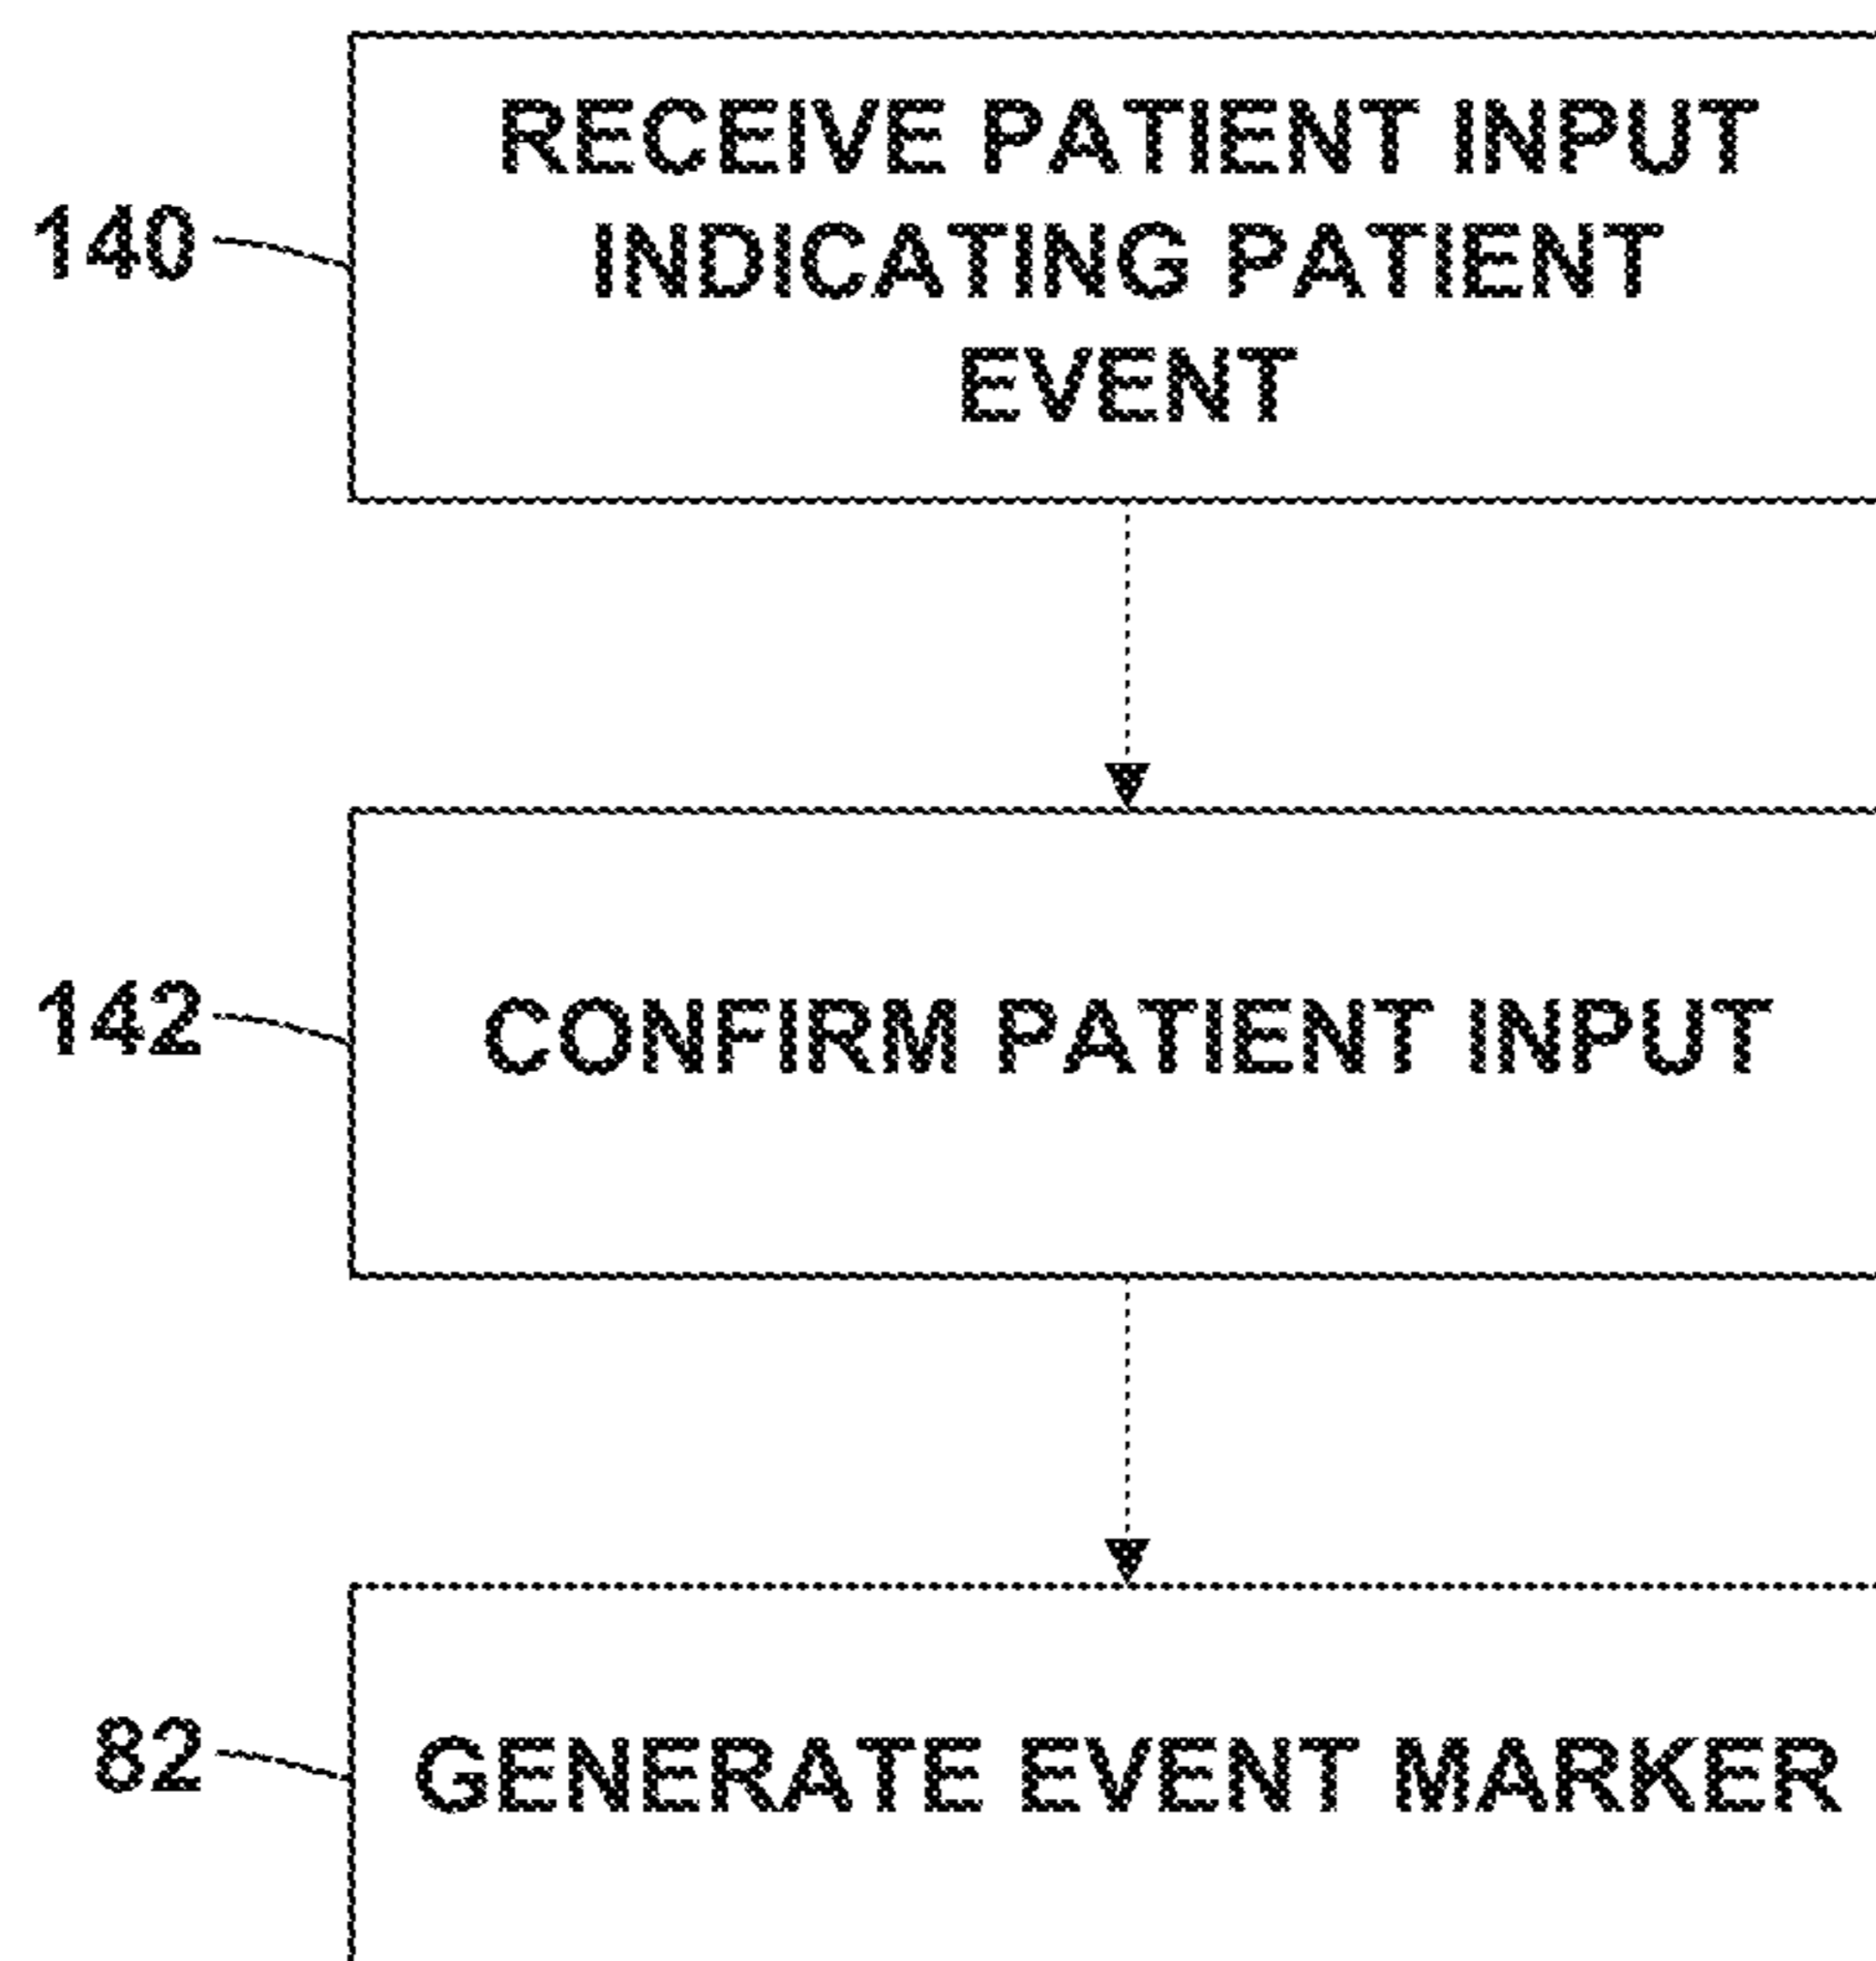 RECEIVE PATIENT INPUT
140
INDICATING PATIENT
EVENT
142
CONFIRM PATIENT INPUT
82
GENERATE EVENT MARKER